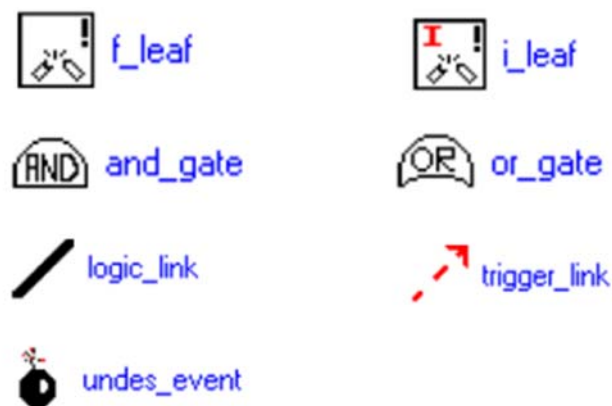 ! f_leaf
I ! i_leaf
AND and_gate
OR or_gate
logic_link
trigger_link
undes_event